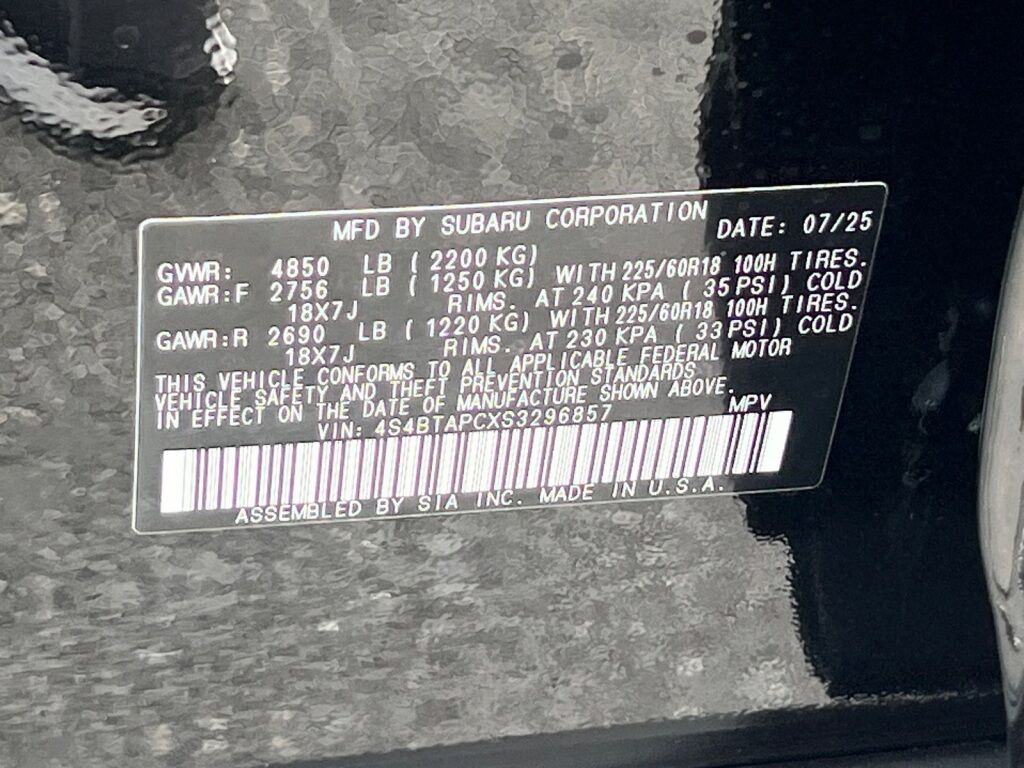 MFD BY SUBARU CORPORATION DATE: 07/25
GVWR: 4850 LB ( 2200 KG)
GAWR:F 2756 LB ( 1250 KG) WITH 225/60R18 100H TIRES.
18X7J RIMS. AT 240 KPA ( 35 PSI) COLD
GAWR:R 2690 LB ( 1220 KG) WITH 225/60R18 100H TIRES.
18X7J RIMS. AT 230 KPA ( 33 PSI) COLD
THIS VEHICLE CONFORMS TO ALL APPLICABLE FEDERAL MOTOR
VEHICLE SAFETY AND THEFT PREVENTION STANDARDS
IN EFFECT ON THE DATE OF MANUFACTURE SHOWN ABOVE.
VIN: 4S4BTAPCXS3296857 MPV
ASSEMBLED BY SIA INC. MADE IN U.S.A.